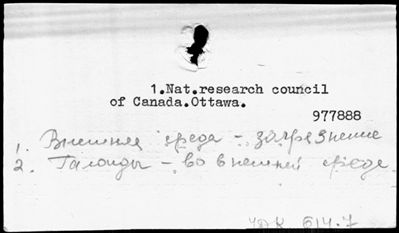 1.Nat.research council
of Canada.Ottawa.
977888
1. Внешняя среда - загрязнение
2. Галоиды - во внешней среде.
УДК 614.7